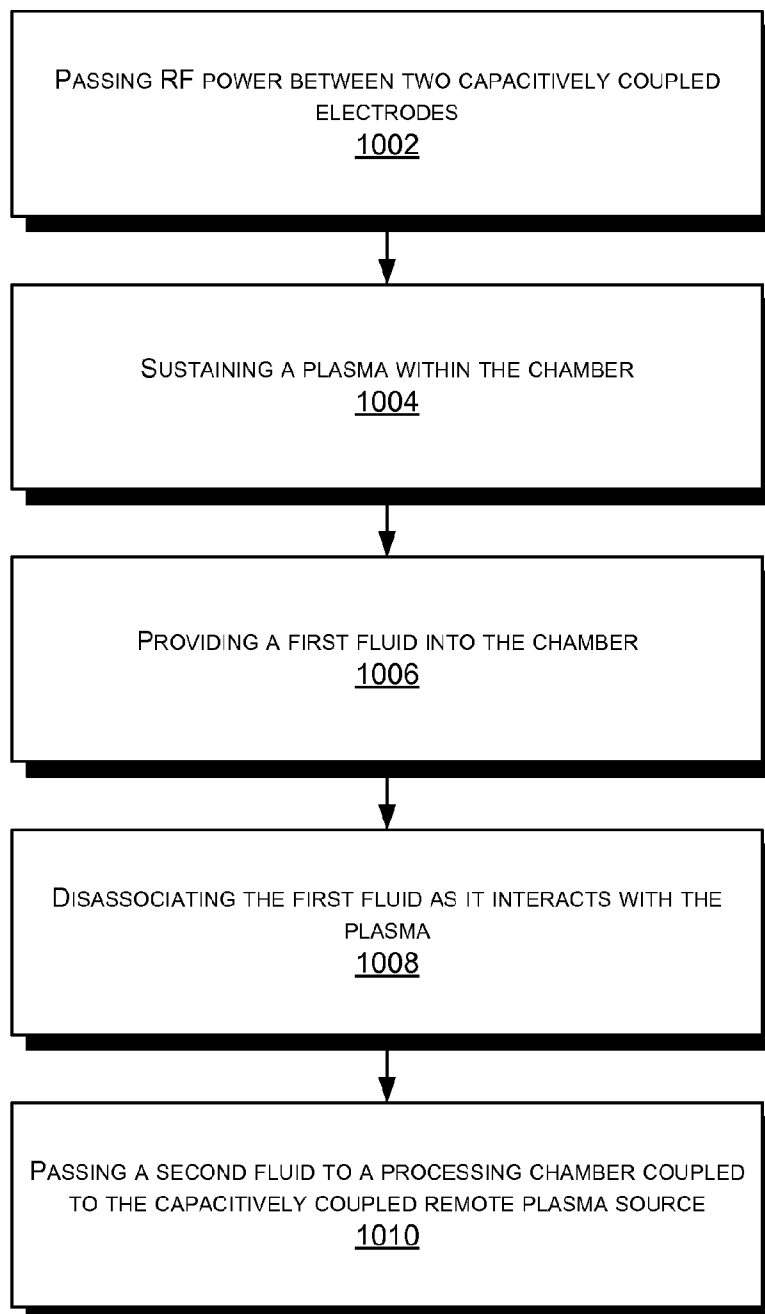 PASSING RF POWER BETWEEN TWO CAPACITIVELY COUPLED
ELECTRODES
1002
SUSTAINING A PLASMA WITHIN THE CHAMBER
1004
PROVIDING A FIRST FLUID INTO THE CHAMBER
1006
DISASSOCIATING THE FIRST FLUID AS IT INTERACTS WITH THE
PLASMA
1008
PASSING A SECOND FLUID TO A PROCESSING CHAMBER COUPLED
TO THE CAPACITIVELY COUPLED REMOTE PLASMA SOURCE
1010